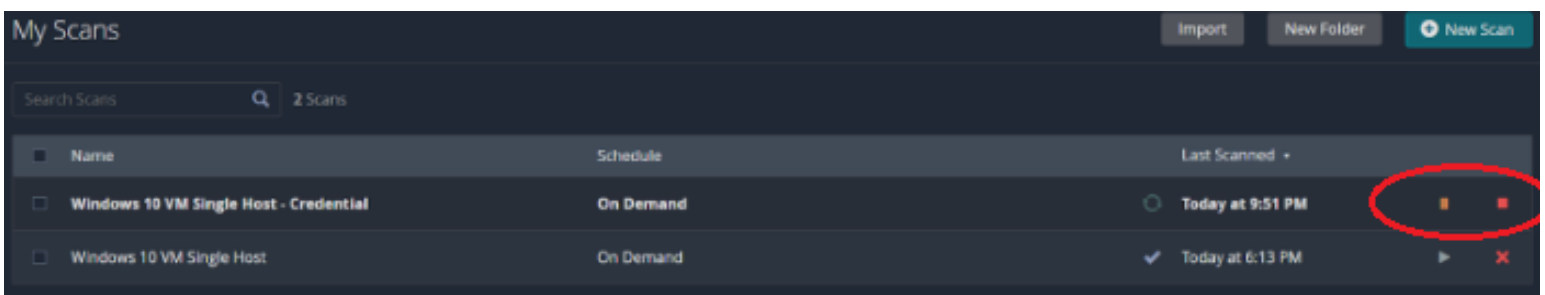 My Scans
Import New Folder New Scan
Search Scans 2 Scans
Name Schedule Last Scanned
Windows 10 VM Single Host - Credential On Demand Today at 9:51 PM
Windows 10 VM Single Host On Demand Today at 6:13 PM